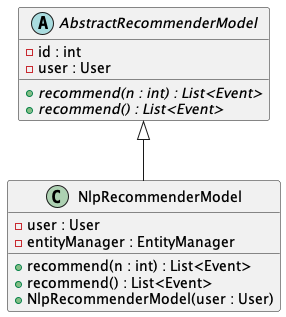 A AbstractRecommenderModel
id : int
user : User
recommend(n : int) : List<Event>
recommend() : List<Event>
C NlpRecommenderModel
user : User
entityManager : EntityManager
recommend(n : int) : List<Event>
recommend() : List<Event>
NlpRecommenderModel(user : User)